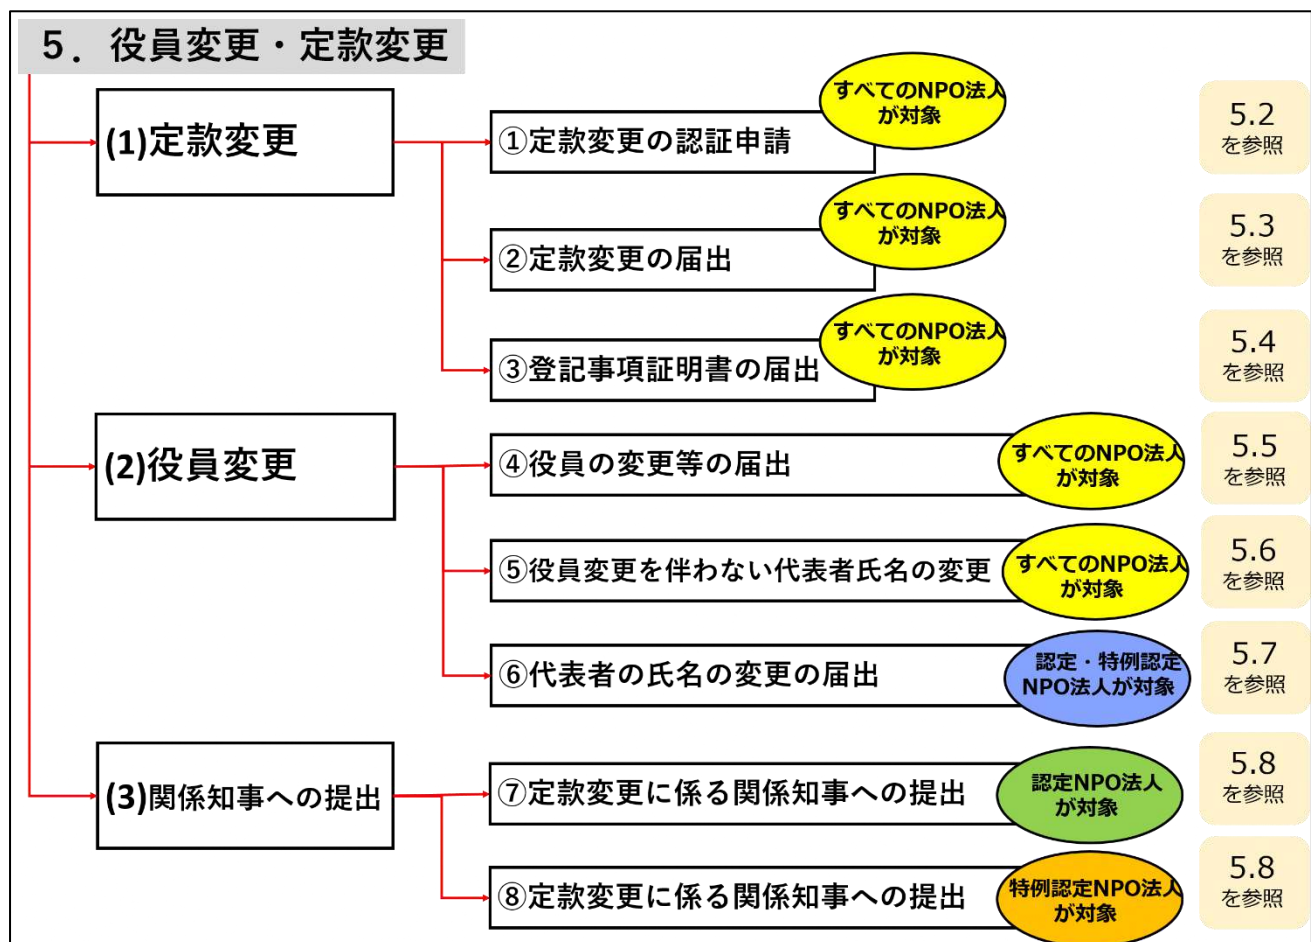 5．役員変更・定款変更
(1)定款変更
①定款変更の認証申請
すべてのNPO法人
が対象
5.2
を参照
②定款変更の届出
すべてのNPO法人
が対象
5.3
を参照
③登記事項証明書の届出
すべてのNPO法人
が対象
5.4
を参照
(2)役員変更
④役員の変更等の届出
すべてのNPO法人
が対象
5.5
を参照
⑤役員変更を伴わない代表者氏名の変更
すべてのNPO法人
が対象
5.6
を参照
⑥代表者の氏名の変更の届出
認定・特例認定
NPO法人が対象
5.7
を参照
(3)関係知事への提出
⑦定款変更に係る関係知事への提出
認定NPO法人
が対象
5.8
を参照
⑧定款変更に係る関係知事への提出
特例認定NPO法人
が対象
5.8
を参照